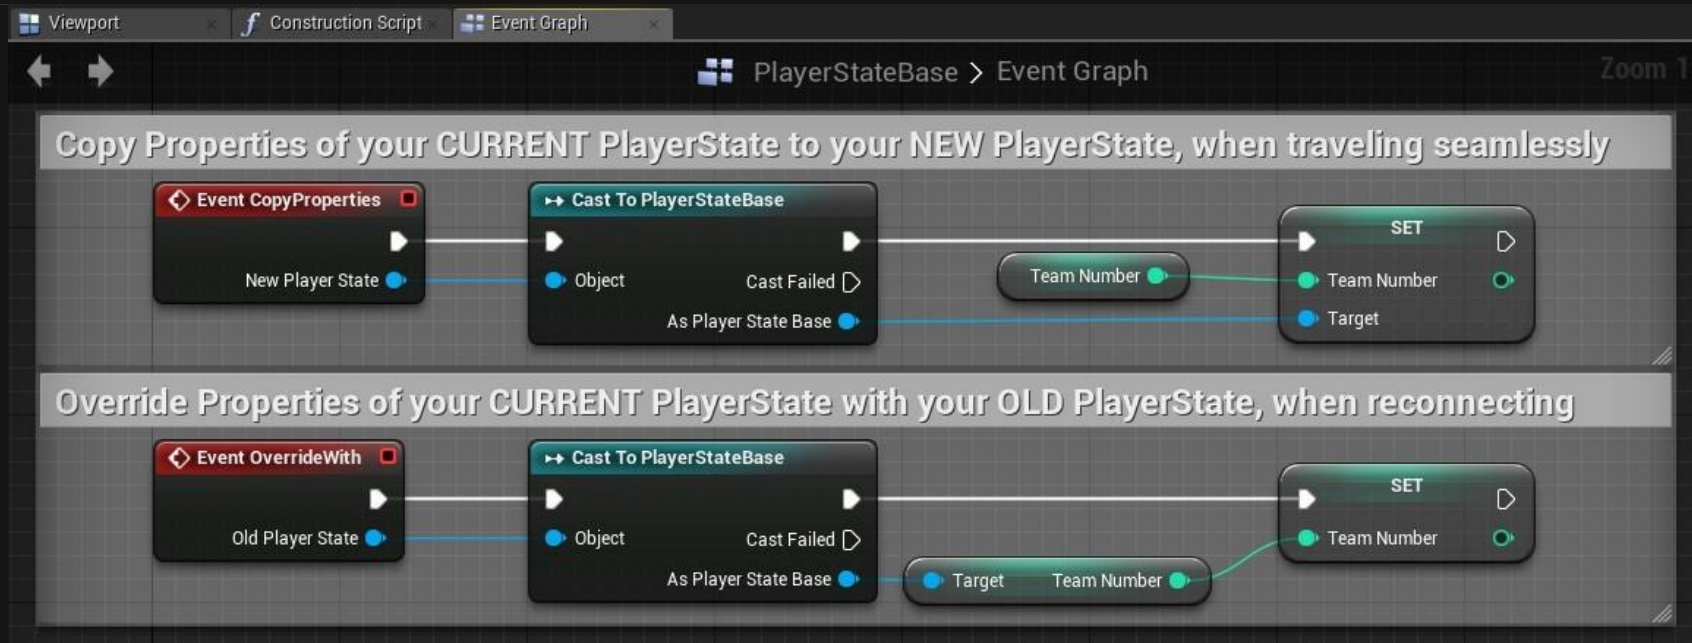 Viewport
Construction Script
Event Graph
PlayerStateBase > Event Graph
Zoom 1
Copy Properties of your CURRENT PlayerState to your NEW PlayerState, when traveling seamlessly
Event CopyProperties
New Player State
Cast To PlayerStateBase
Object
Cast Failed
As Player State Base
Team Number
SET
Team Number
Target
Override Properties of your CURRENT PlayerState with your OLD PlayerState, when reconnecting
Event OverrideWith
Old Player State
Cast To PlayerStateBase
Object
Cast Failed
As Player State Base
Target Team Number
SET
Team Number